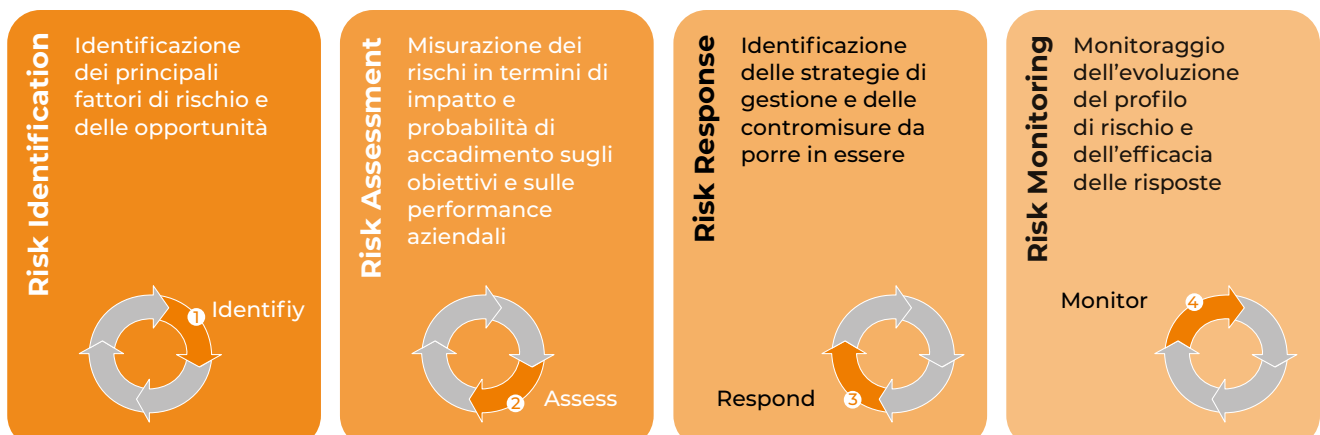 Risk Identification
Identificazione
dei principali
fattori di rischio e
delle opportunità
1
Identifiy
Risk Assessment
Misurazione dei
rischi in termini di
impatto e
probabilità di
accadimento sugli
obiettivi e sulle
performance
aziendali
2
Assess
Risk Response
Identificazione
delle strategie di
gestione e delle
contromisure da
porre in essere
Respond
3
Risk Monitoring
Monitoraggio
dell’evoluzione
del profilo
di rischio e
dell’efficacia
delle risposte
Monitor
4